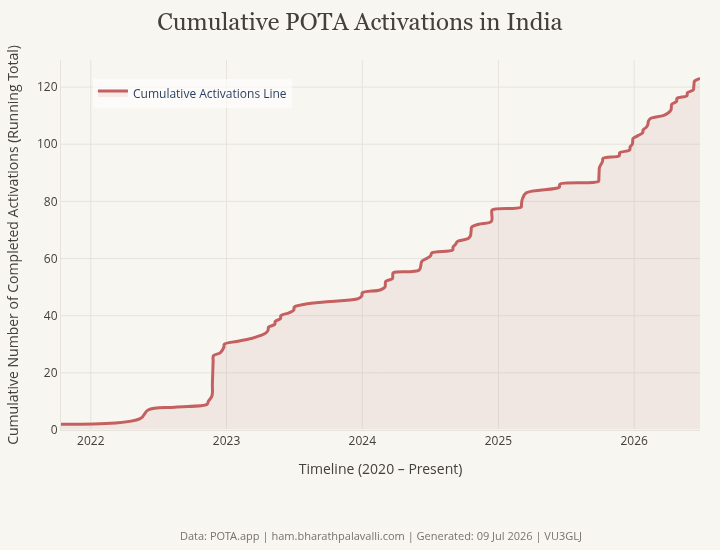 Cumulative POTA Activations in India
Cumulative Number of Completed Activations (Running Total)
Cumulative Activations Line
120
100
80
60
40
20
0
2022 2023 2024 2025 2026
Timeline (2020 – Present)
Data: POTA.app | ham.bharathpalavalli.com | Generated: 09 Jul 2026 | VU3GLJ